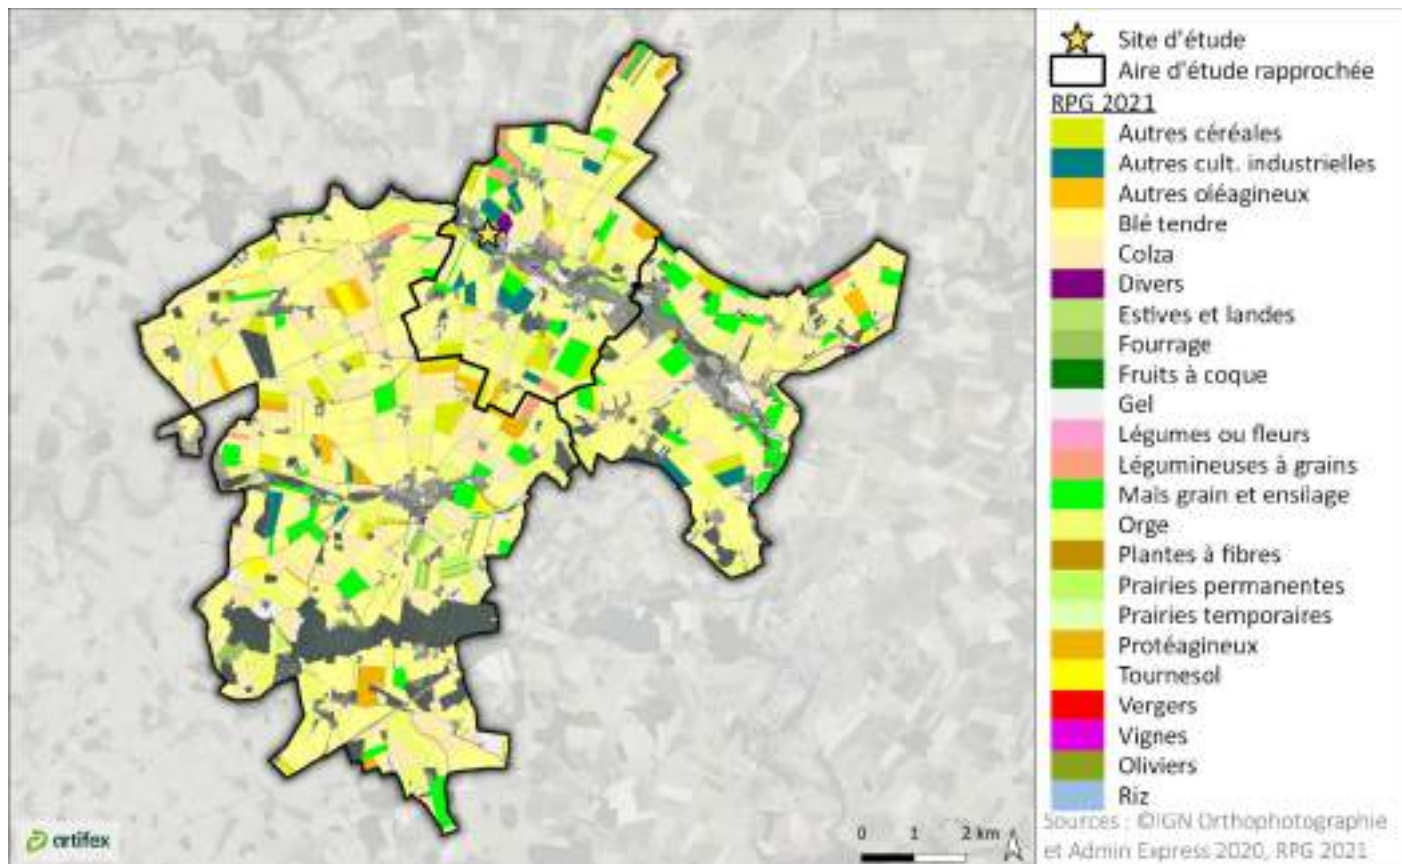 Site d'étude
Aire d'étude rapprochée
RPG 2021
Autres céréales
Autres cult. industrielles
Autres oléagineux
Blé tendre
Colza
Divers
Estives et landes
Fourrage
Fruits à coque
Gel
Légumes ou fleurs
Légumineuses à grains
Maïs grain et ensilage
Orge
Plantes à fibres
Prairies permanentes
Prairies temporaires
Protéagineux
Tournesol
Vergers
Vignes
Oliviers
Riz
Sources : ©IGN Orthophotographie
et Admin Express 2020, RPG 2021
0 1 2 km
artifex